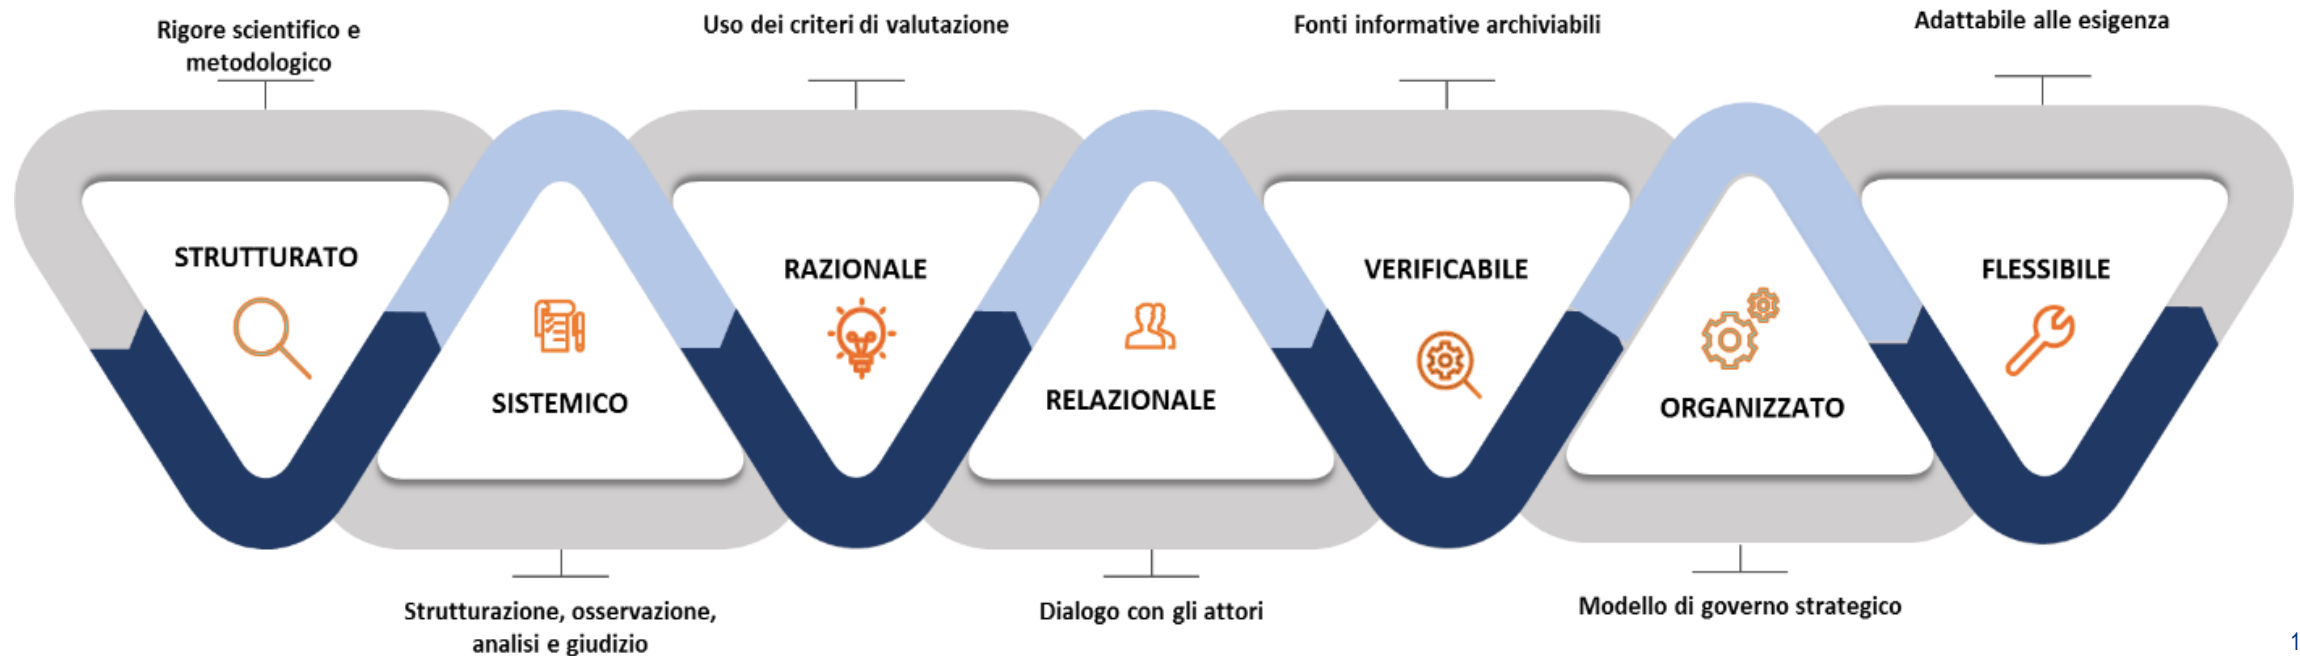 Rigore scientifico e
metodologico
Uso dei criteri di valutazione
Fonti informative archiviabili
Adattabile alle esigenza
STRUTTURATO
SISTEMICO
RAZIONALE
RELAZIONALE
VERIFICABILE
ORGANIZZATO
FLESSIBILE
Strutturazione, osservazione,
analisi e giudizio
Dialogo con gli attori
Modello di governo strategico
1